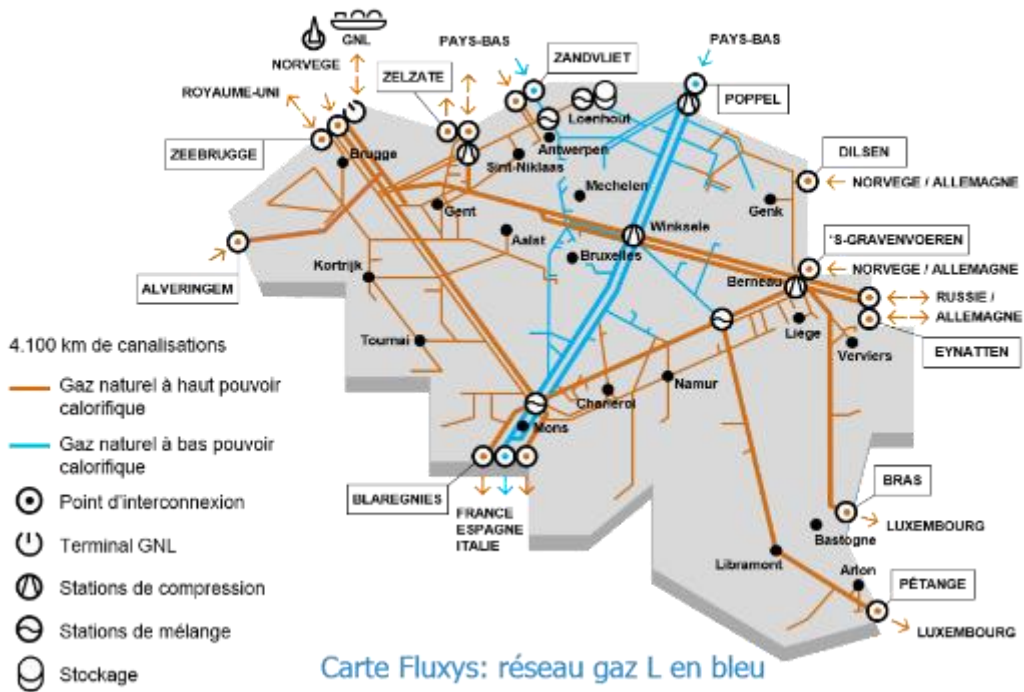 GNL
NORVEGE
PAYS-BAS
PAYS-BAS
ZANDVLIET
ZELZATE
ROYAUME-UNI
POPPEL
Loenhout
ZEEBRUGGE
Brugge
Antwerpen
Sint-Niklaas
DILSEN
Mechelen
NORVEGE / ALLEMAGNE
Gent
Genk
Aalst
Winksele
'S-GRAVENVOEREN
Bruxelles
Kortrijk
NORVEGE / ALLEMAGNE
ALVERINGEM
Berneau
RUSSIE /
ALLEMAGNE
Liège
4.100 km de canalisations
Tournai
Verviers
EYNATTEN
Gaz naturel à haut pouvoir
calorifique
Namur
Charleroi
Mons
Gaz naturel à bas pouvoir
calorifique
BLAREGNIES
BRAS
Point d'interconnexion
FRANCE
ESPAGNE
ITALIE
LUXEMBOURG
Bastogne
Terminal GNL
Libramont
Arlon
Stations de compression
PÉTANGE
Stations de mélange
LUXEMBOURG
Stockage
Carte Fluxys: réseau gaz L en bleu